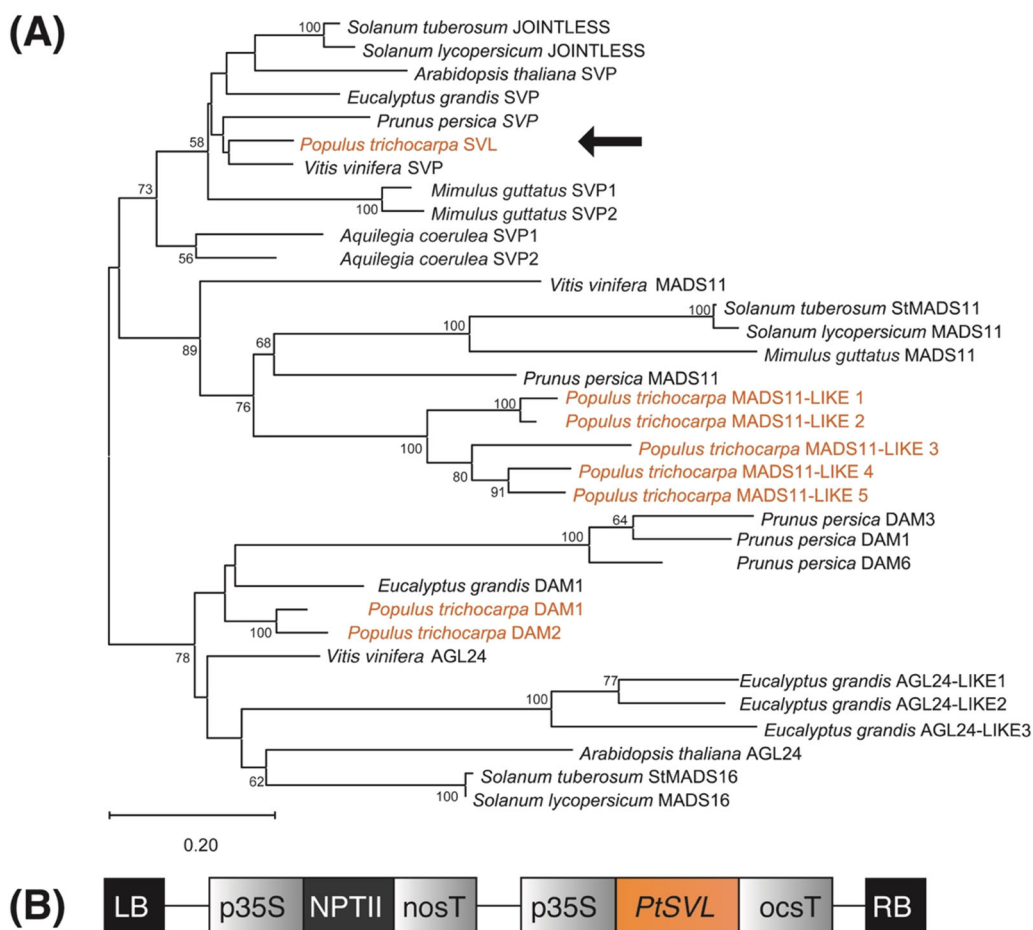 (A)
100
Solanum tuberosum JOINTLESS
Solanum lycopersicum JOINTLESS
Arabidopsis thaliana SVP
Eucalyptus grandis SVP
Prunus persica SVP
58
Populus trichocarpa SVL
Vitis vinifera SVP
73
Mimulus guttatus SVP1
100
Mimulus guttatus SVP2
Aquilegia coerulea SVP1
56
Aquilegia coerulea SVP2
Vitis vinifera MADS11
100
Solanum tuberosum StMADS11
100
Solanum lycopersicum MADS11
89
68
Mimulus guttatus MADS11
Prunus persica MADS11
76
100
Populus trichocarpa MADS11-LIKE 1
Populus trichocarpa MADS11-LIKE 2
100
Populus trichocarpa MADS11-LIKE 3
80
Populus trichocarpa MADS11-LIKE 4
91
Populus trichocarpa MADS11-LIKE 5
64
Prunus persica DAM3
100
Prunus persica DAM1
Prunus persica DAM6
Eucalyptus grandis DAM1
Populus trichocarpa DAM1
100
Populus trichocarpa DAM2
78
Vitis vinifera AGL24
77
Eucalyptus grandis AGL24-LIKE1
100
Eucalyptus grandis AGL24-LIKE2
Eucalyptus grandis AGL24-LIKE3
Arabidopsis thaliana AGL24
62
Solanum tuberosum StMADS16
100
Solanum lycopersicum MADS16
0.20
(B)
LB p35S NPTII nosT p35S PtSVL ocsT RB